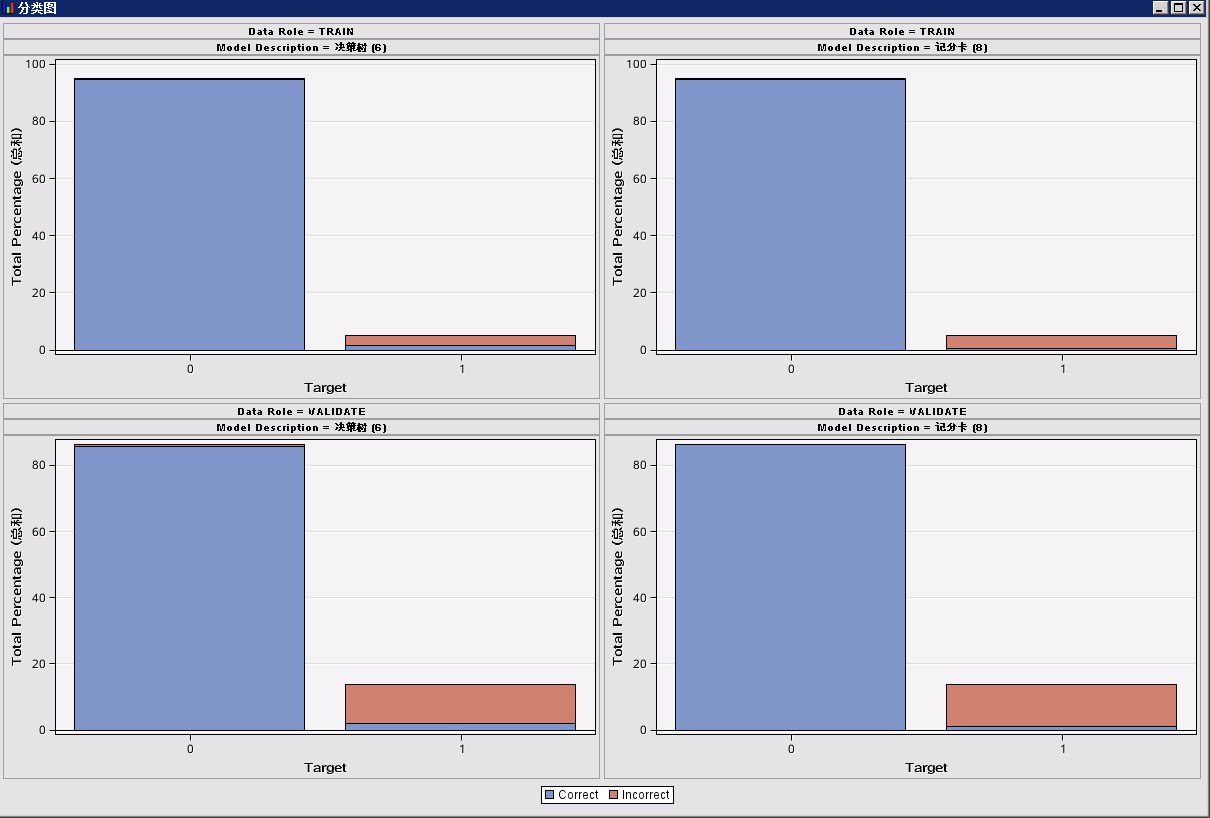 分类图
Data Role = TRAIN
Model Description = 决策树 (6)
100
80
60
40
20
0
Total Percentage (总和)
0
1
Target
Data Role = TRAIN
Model Description = 记分卡 (8)
100
80
60
40
20
0
Total Percentage (总和)
0
1
Target
Data Role = VALIDATE
Model Description = 决策树 (6)
80
60
40
20
0
Total Percentage (总和)
0
1
Target
Data Role = VALIDATE
Model Description = 记分卡 (8)
80
60
40
20
0
Total Percentage (总和)
0
1
Target
Correct Incorrect